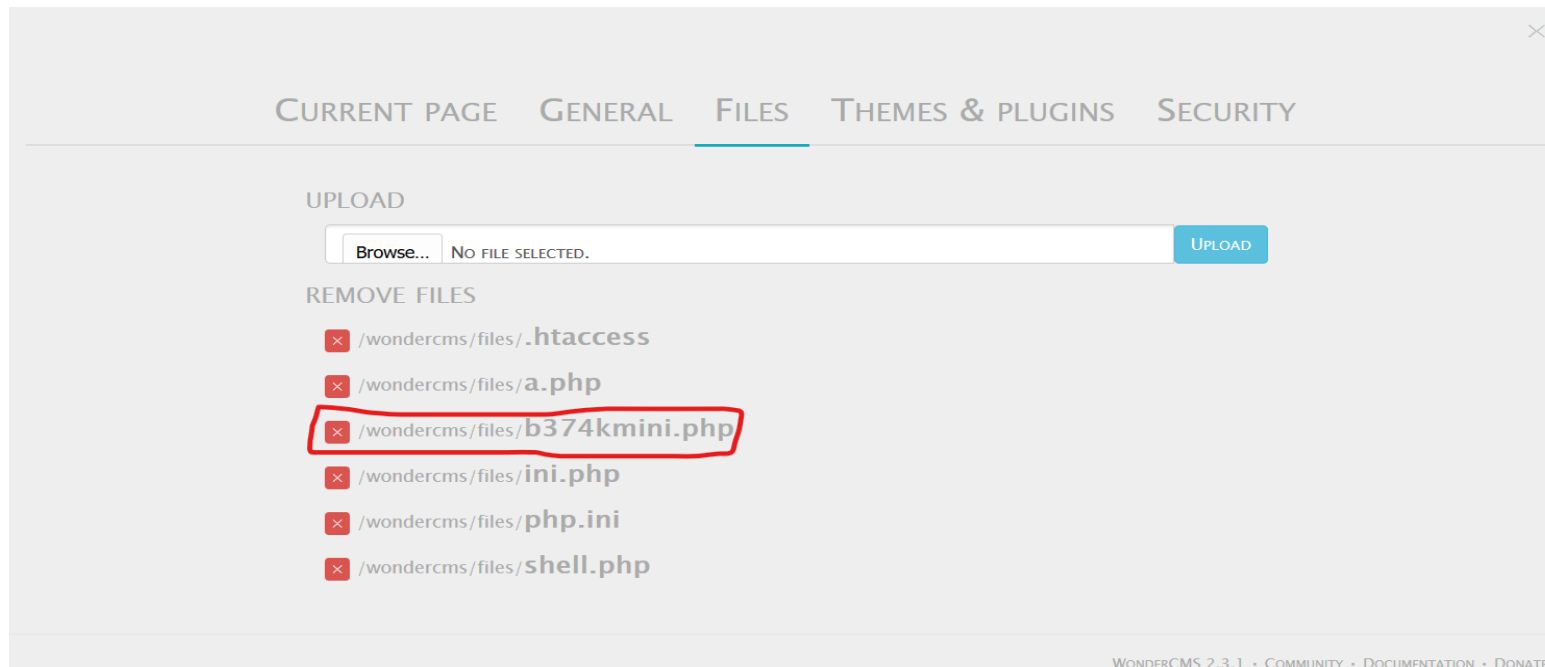 ×
CURRENT PAGE GENERAL FILES THEMES & PLUGINS SECURITY
UPLOAD
Browse... NO FILE SELECTED. UPLOAD
REMOVE FILES
× /wondercms/files/.htaccess
× /wondercms/files/a.php
× /wondercms/files/b374kmini.php
× /wondercms/files/ini.php
× /wondercms/files/php.ini
× /wondercms/files/shell.php
WONDERCMS 2.3.1 · COMMUNITY · DOCUMENTATION · DONATE